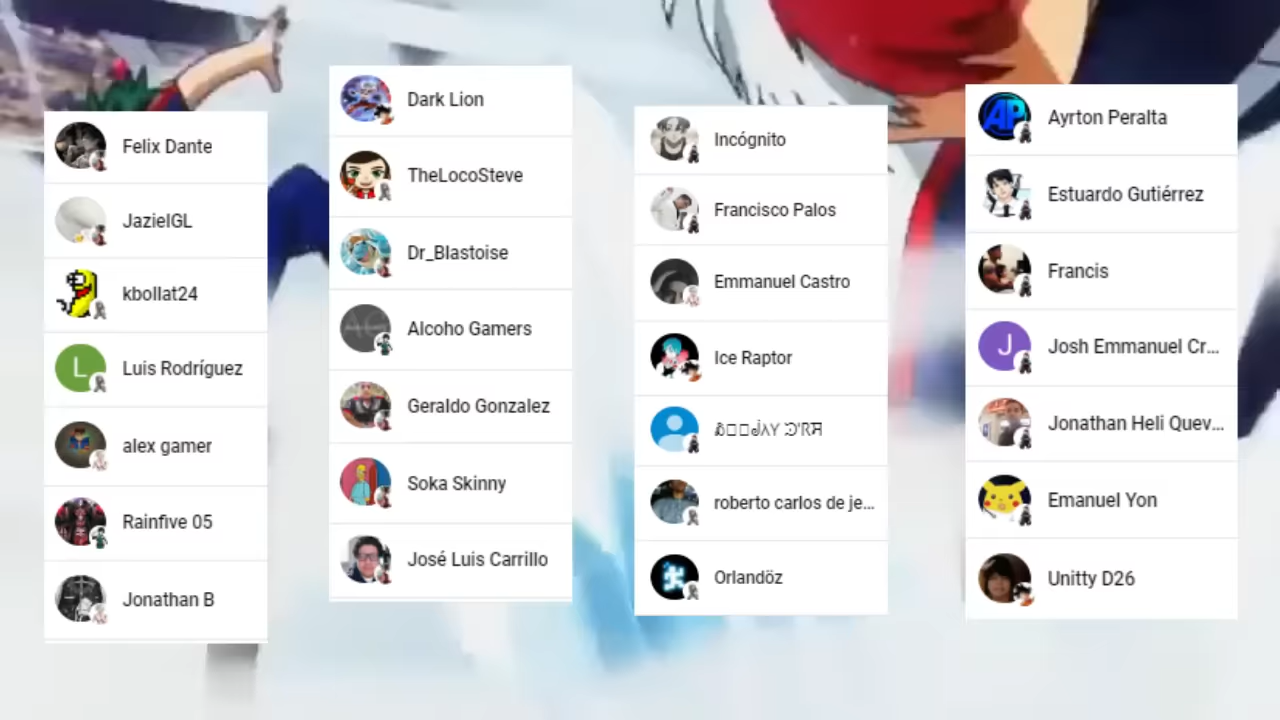 Felix Dante
JazielGL
kbollat24
Luis Rodríguez
L
alex gamer
Rainfive 05
Jonathan B
Dark Lion
TheLocoSteve
Dr_Blastoise
Alcoho Gamers
Geraldo Gonzalez
Soka Skinny
José Luis Carrillo
Incógnito
Francisco Palos
Emmanuel Castro
Ice Raptor
roberto carlos de je...
Orlandöz
AP
Ayrton Peralta
Estuardo Gutiérrez
Francis
J
Josh Emmanuel Cr...
Jonathan Heli Quev...
Emanuel Yon
Unitty D26